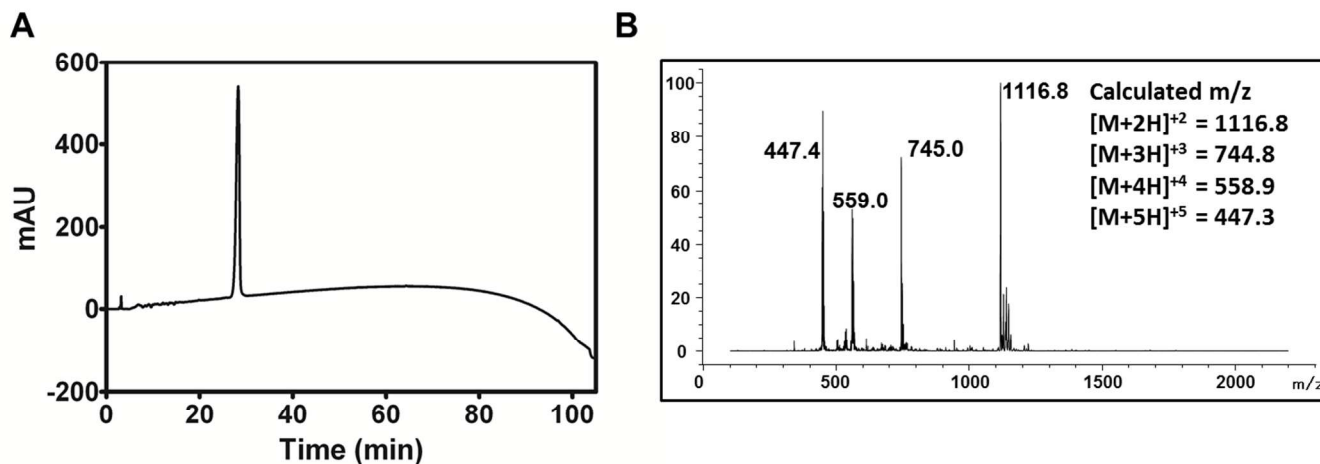 A
600
400
200
0
-200
mAU
0 20 40 60 80 100
Time (min)
B
100
80
60
40
20
0
447.4
559.0
745.0
1116.8
Calculated m/z
[M+2H]⁺² = 1116.8
[M+3H]⁺³ = 744.8
[M+4H]⁺⁴ = 558.9
[M+5H]⁺⁵ = 447.3
0 500 1000 1500 2000 m/z